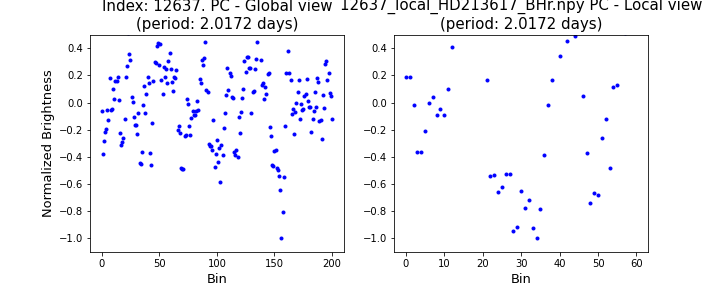 Index: 12637. PC - Global view
(period: 2.0172 days)
12637_local_HD213617_BHr.npy PC - Local view
(period: 2.0172 days)
Normalized Brightness
0.4
0.2
0.0
−0.2
−0.4
−0.6
−0.8
−1.0
0 50 100 150 200
Bin
0.4
0.2
0.0
−0.2
−0.4
−0.6
−0.8
−1.0
0 10 20 30 40 50 60
Bin